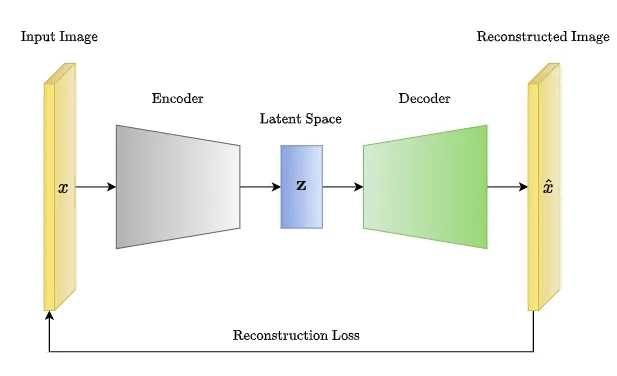 Input Image
Reconstructed Image
Encoder
Decoder
Latent Space
x
z
x̂
Reconstruction Loss